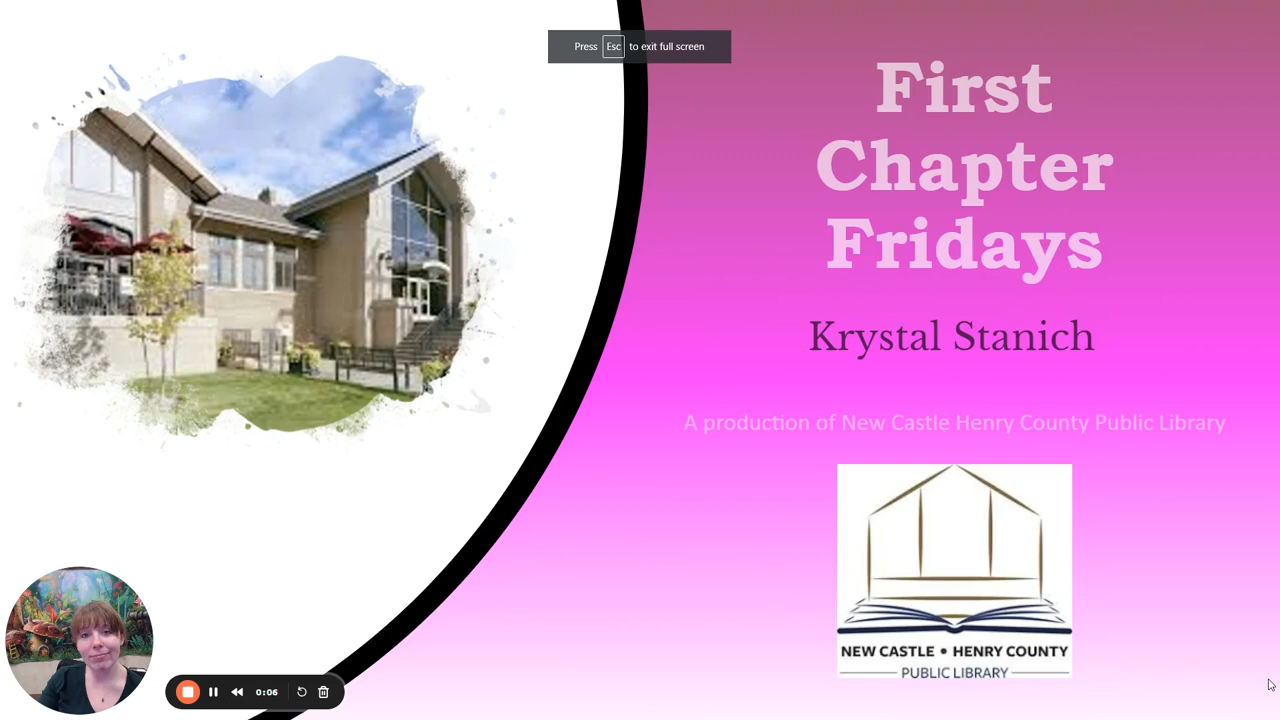 Press Esc to exit full screen
First
Chapter
Fridays
Krystal Stanich
A production of New Castle Henry County Public Library
NEW CASTLE • HENRY COUNTY
PUBLIC LIBRARY
0:06